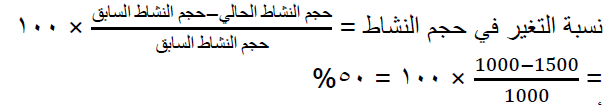 نسبة التغير في حجم النشاط = حجم النشاط الحالي−حجم النشاط السابق / حجم النشاط السابق × ١٠٠
= 1000−1500 / 1000 × ١٠٠ = ٥٠%